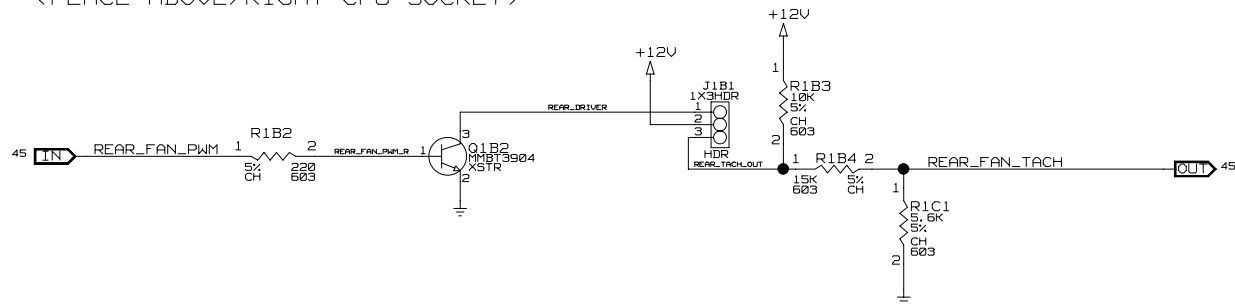 +12V
+12V
J1B1
1X3HDR
1
2
3
HDR
REAR_DRIVER
REAR_TACH_OUT
1
R1B3
10K
5%
CH
603
2
45 IN REAR_FAN_PWM
1 R1B2 2
5% 220
CH 603
REAR_FAN_PWM_R
1
3
Q1B2
MMBT3904
XSTR
2
1 R1B4 2
15K 5%
603 CH
REAR_FAN_TACH
OUT 45
1
R1C1
5.6K
5%
CH
603
2